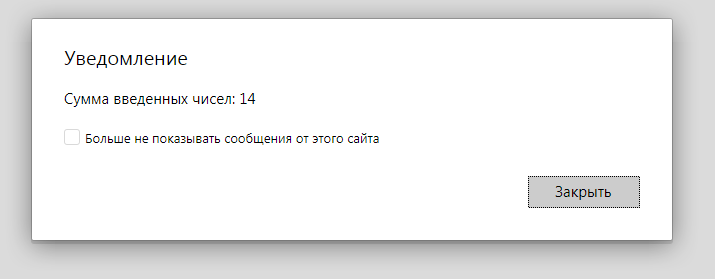 Уведомление
Сумма введенных чисел: 14
Больше не показывать сообщения от этого сайта
Закрыть